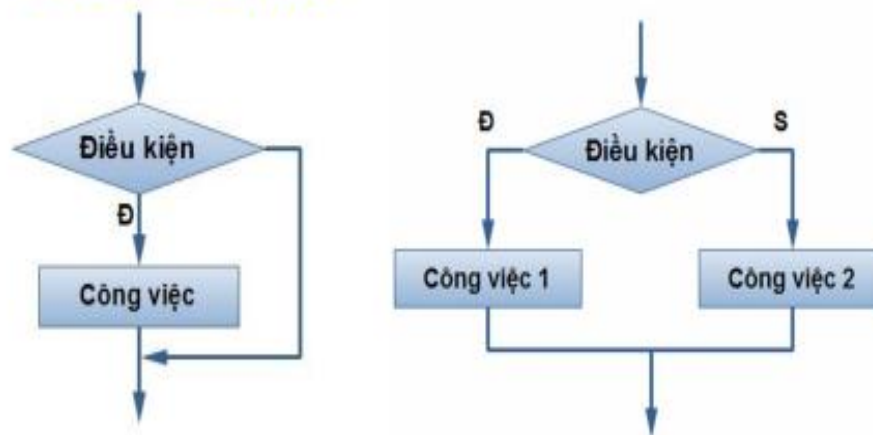 Điều kiện
Đ
Công việc
Đ
S
Điều kiện
Công việc 1
Công việc 2